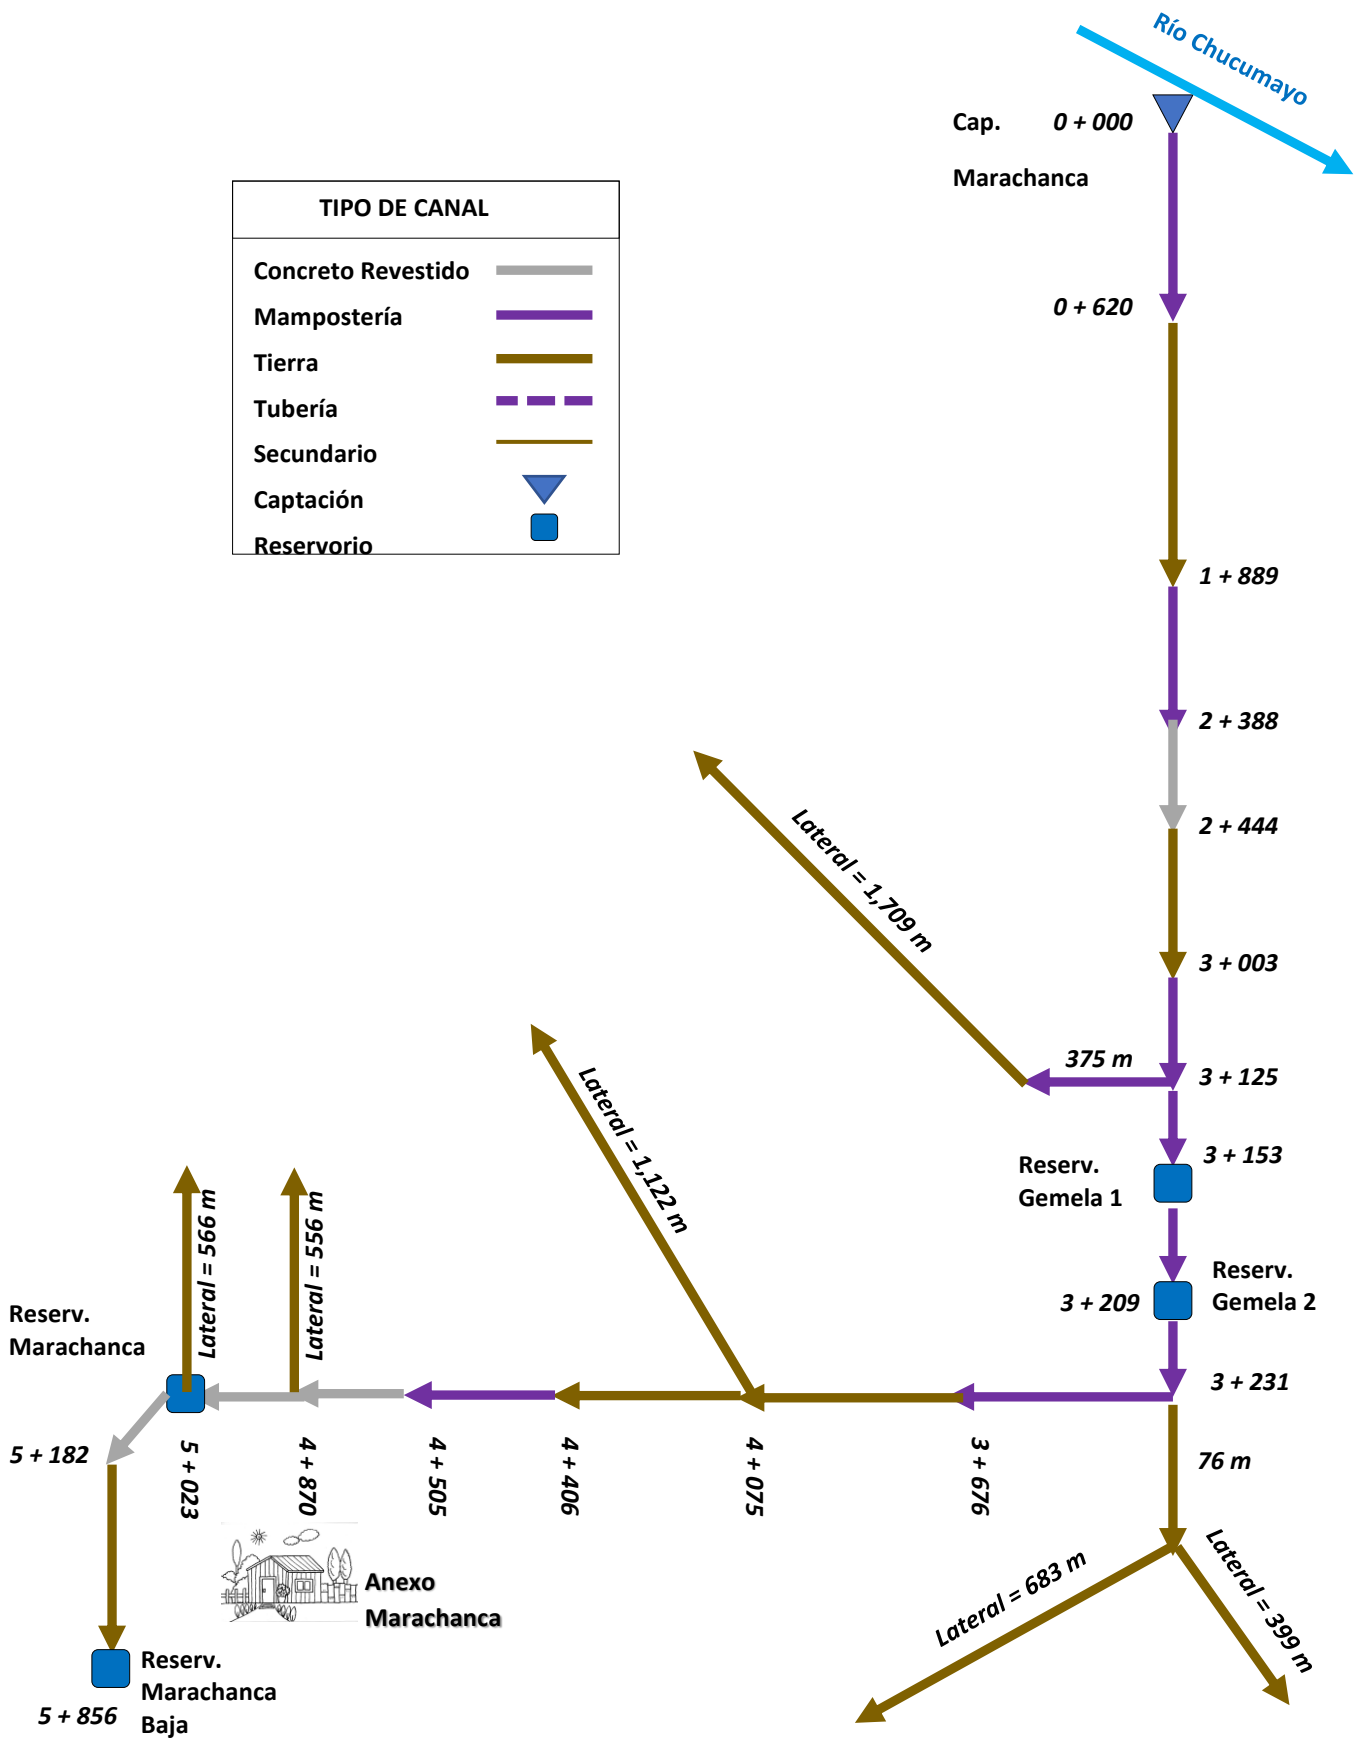 Río Chucumayo
Cap. 0 + 000
Marachanca
TIPO DE CANAL
Concreto Revestido
Mampostería
Tierra
Tubería
Secundario
Captación
Reservorio
0 + 620
1 + 889
2 + 388
2 + 444
Lateral = 1,709 m
3 + 003
375 m
3 + 125
Lateral = 1,122 m
3 + 153
Reserv.
Gemela 1
Lateral = 566 m
Lateral = 556 m
Reserv.
Gemela 2
3 + 209
Reserv.
Marachanca
3 + 231
5 + 182
5 + 023
4 + 870
4 + 505
4 + 406
4 + 075
3 + 676
76 m
Anexo
Marachanca
Lateral = 683 m
Lateral = 399 m
Reserv.
Marachanca
Baja
5 + 856